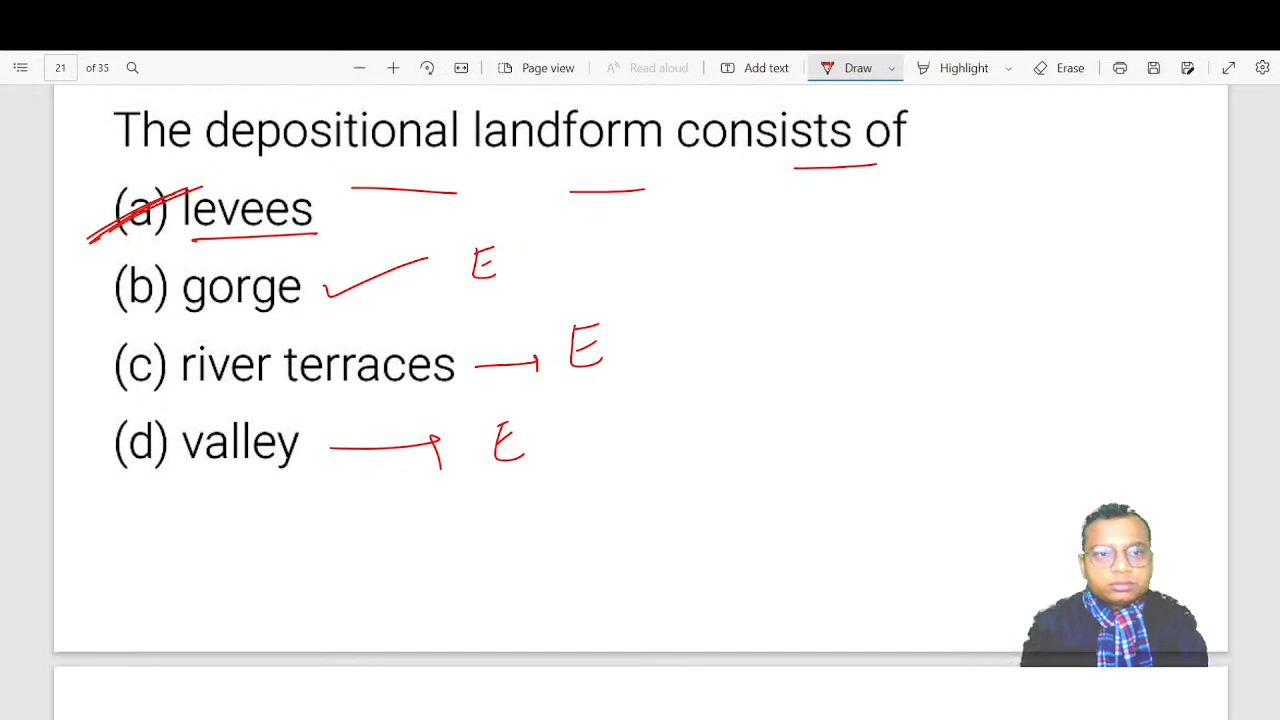 21 of 35 Page view Read aloud Add text Draw Highlight Erase
The depositional landform consists of
(a) levees
(b) gorge E
(c) river terraces E
(d) valley E